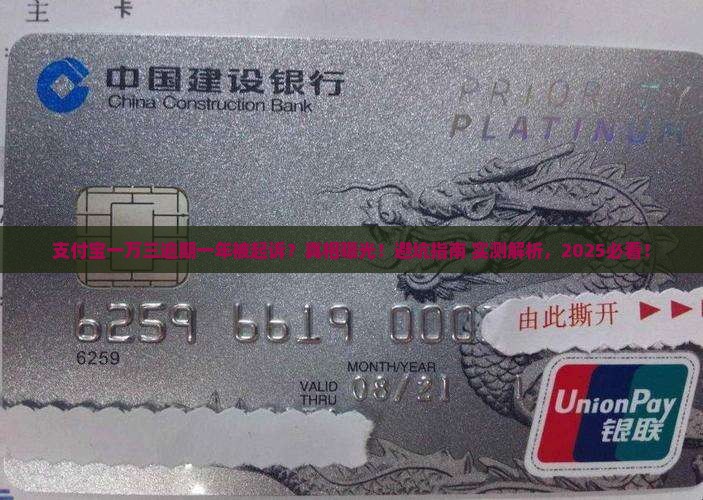 主 卡
中国建设银行
China Construction Bank
PRIORITY
PLATINUM
支付宝一万三逾期一年被起诉？真相曝光！避坑指南 实测解析，2025必看！
6259 6619 000
由此撕开
6259
MONTH/YEAR
VALID
THRU
08/21
UnionPay
银联